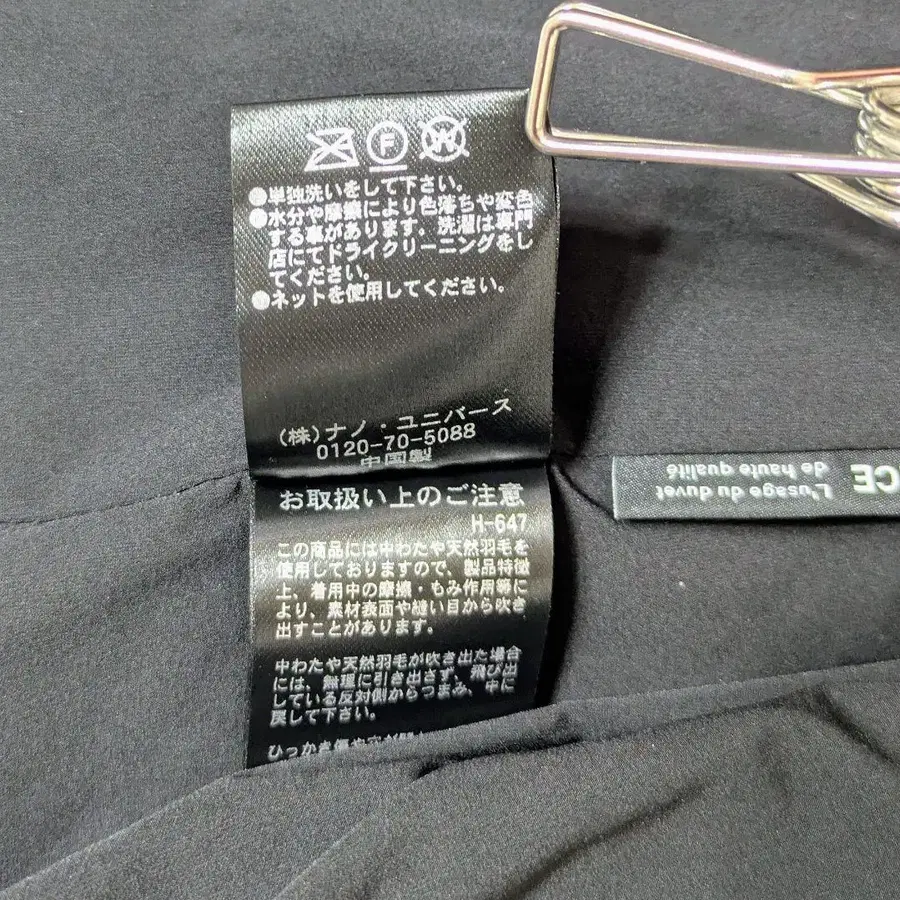 F
W
●単独洗いをして下さい。
●水分や摩擦により色落ちや変色
する事があります。洗濯は専門
店にてドライクリーニングをし
てください。
●ネットを使用してください。
(株)ナノ・ユニバース
0120-70-5088
中国製
お取扱い上のご注意
H-647
この商品には中わたや天然羽毛を
使用しておりますので、製品特徴
上、着用中の摩擦・もみ作用等に
より、素材表面や縫い目から吹き
出すことがあります。
中わたや天然羽毛が吹き出た場合
には、無理に引き出さず、飛び出
している反対側からつまみ、中に
戻して下さい。
ひっかき傷や
CE
L'usage du duvet
de haute qualité